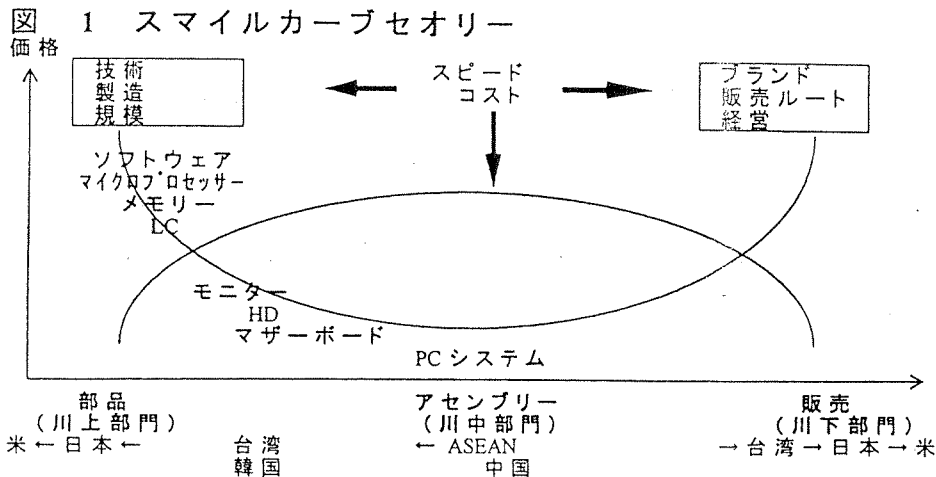 図 1 スマイルカーブセオリー
価格
技術
製造
規模
スピード
コスト
ブランド
販売ルート
経営
ソフトウェア
マイクロプロセッサー
メモリー
LC
モニター
HD
マザーボード
PCシステム
部品 アセンブリー 販売
(川上部門) (川中部門) (川下部門)
米←日本← 台湾 ← ASEAN →台湾→日本→米
韓国 中国